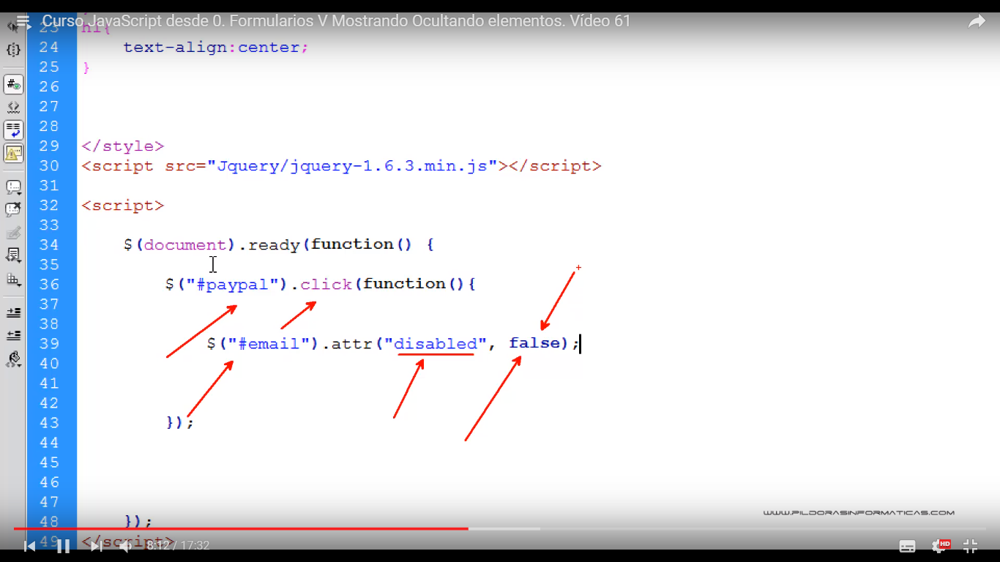 Curso JavaScript desde 0. Formularios V Mostrando Ocultando elementos. Vídeo 61
23 h1{
24 text-align:center;
25 }
26
27
28
29 </style>
30 <script src="Jquery/jquery-1.6.3.min.js"></script>
31
32 <script>
33
34 $(document).ready(function() {
35
36 $("#paypal").click(function(){
37
38
39 $("#email").attr("disabled", false);
40
41
42
43 });
44
45
46
47
WWW.PILDORASINFORMATICAS.COM
48 });
49 </script>
8:12 / 17:32
HD